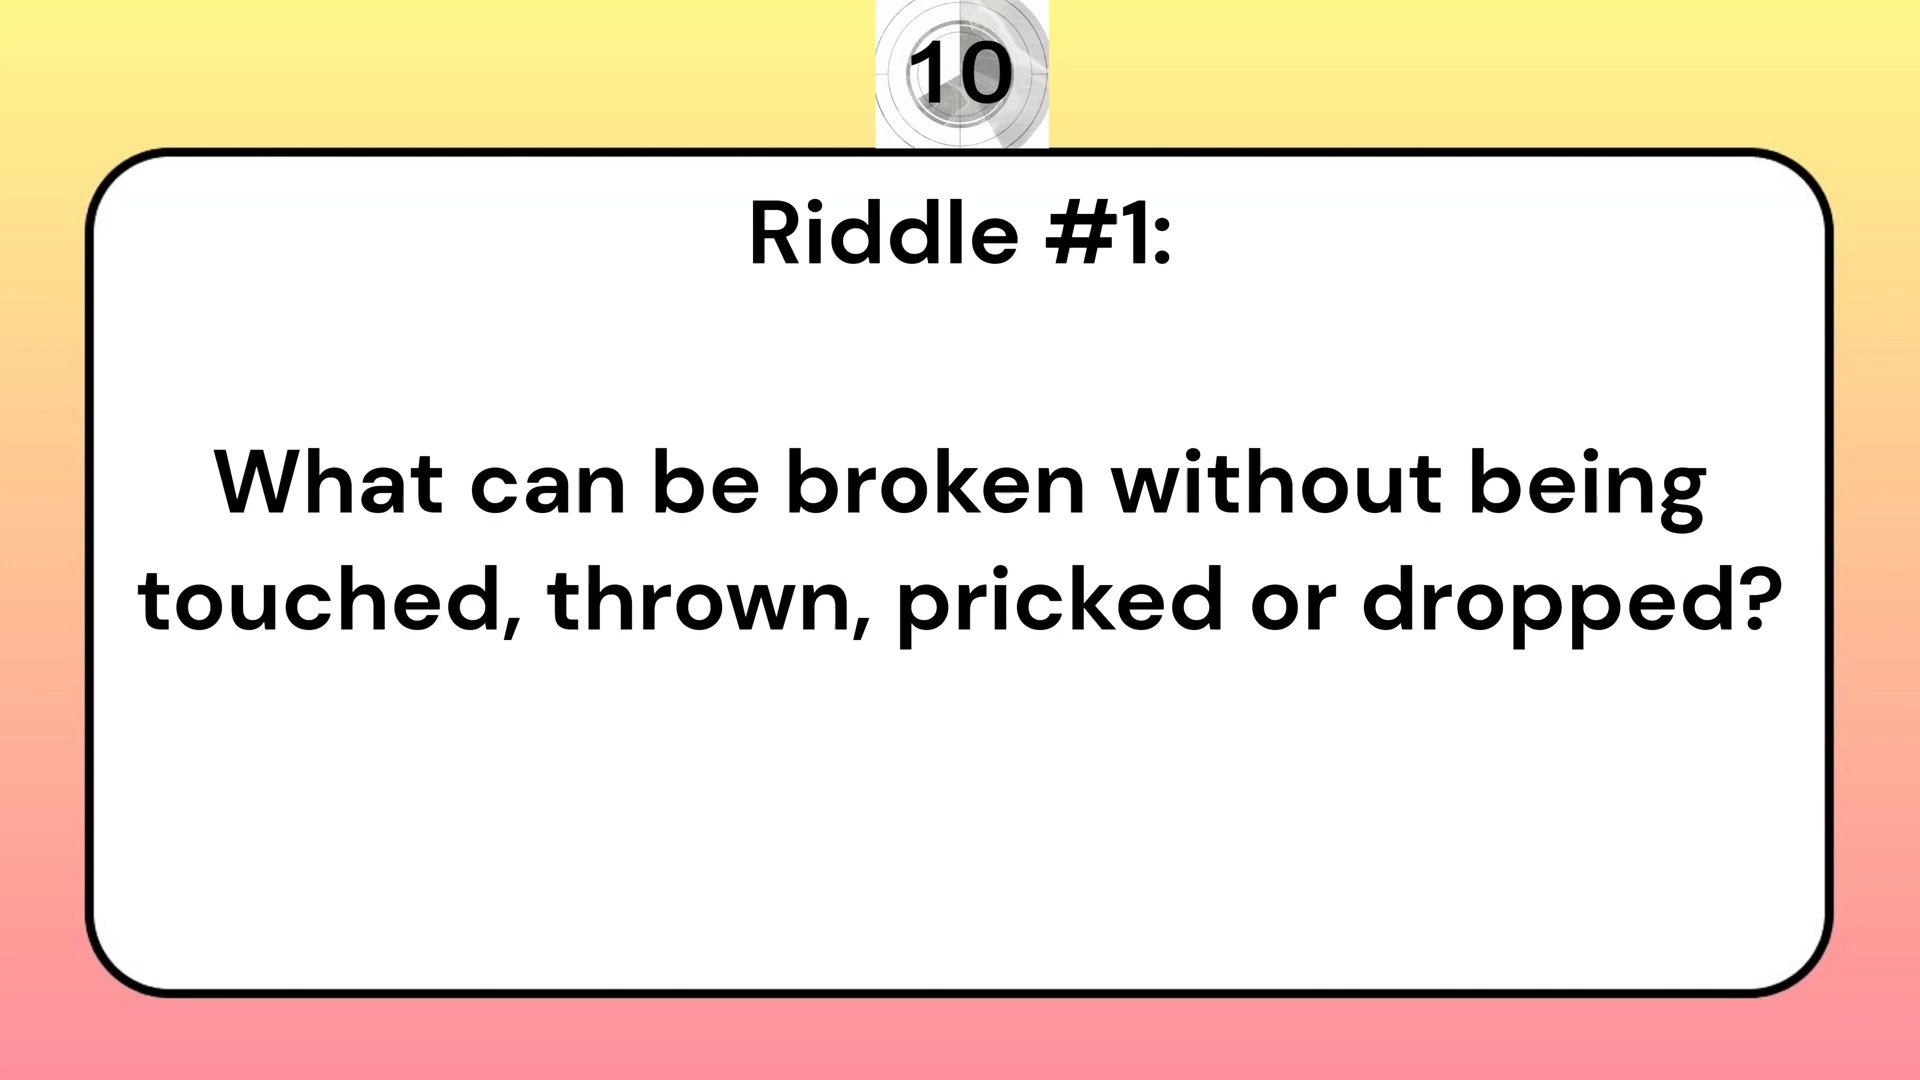 10
Riddle #1:
What can be broken without being
touched, thrown, pricked or dropped?